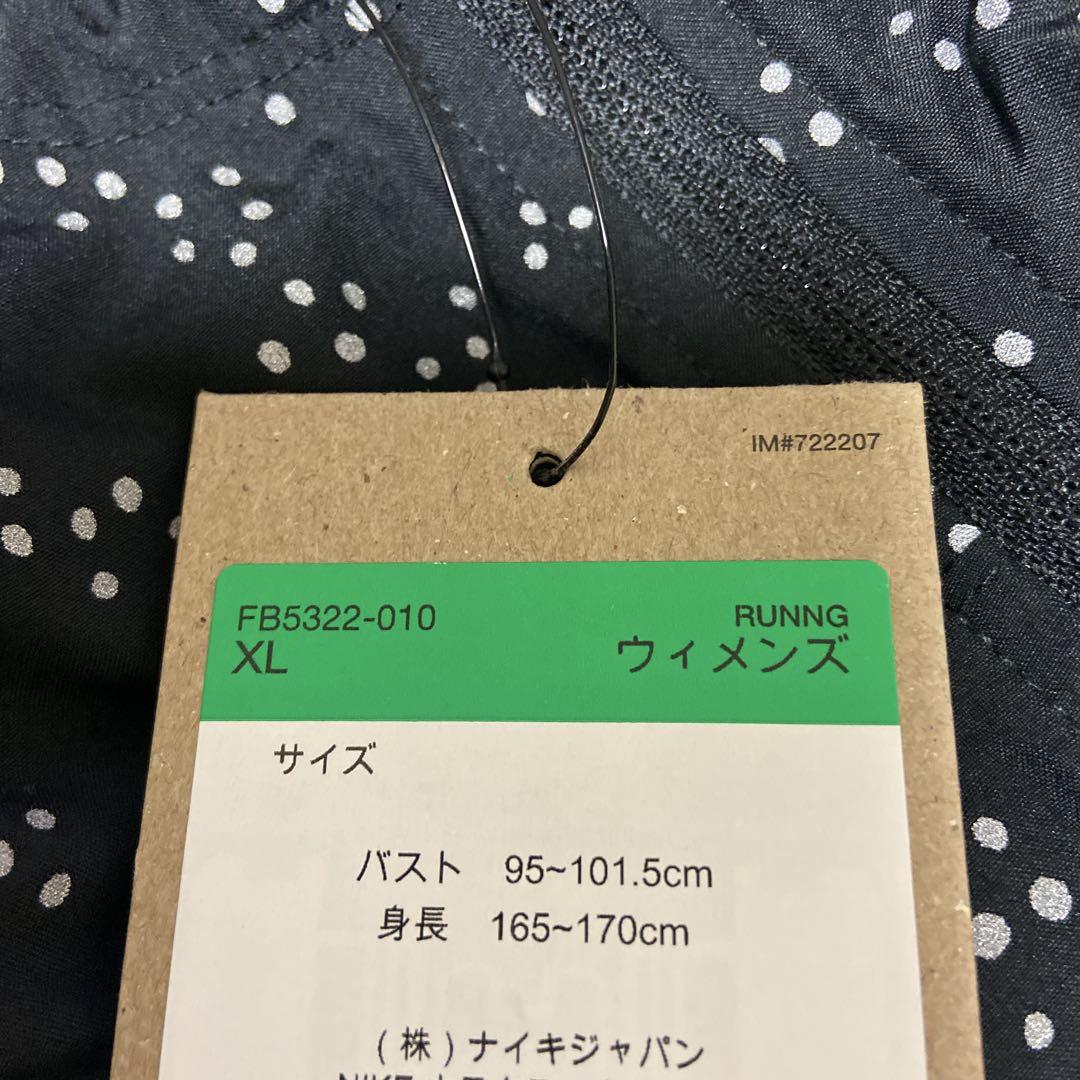 IM#722207
FB5322-010 RUNNG
XL ウィメンズ
サイズ
バスト 95~101.5cm
身長 165~170cm
(株)ナイキジャパン